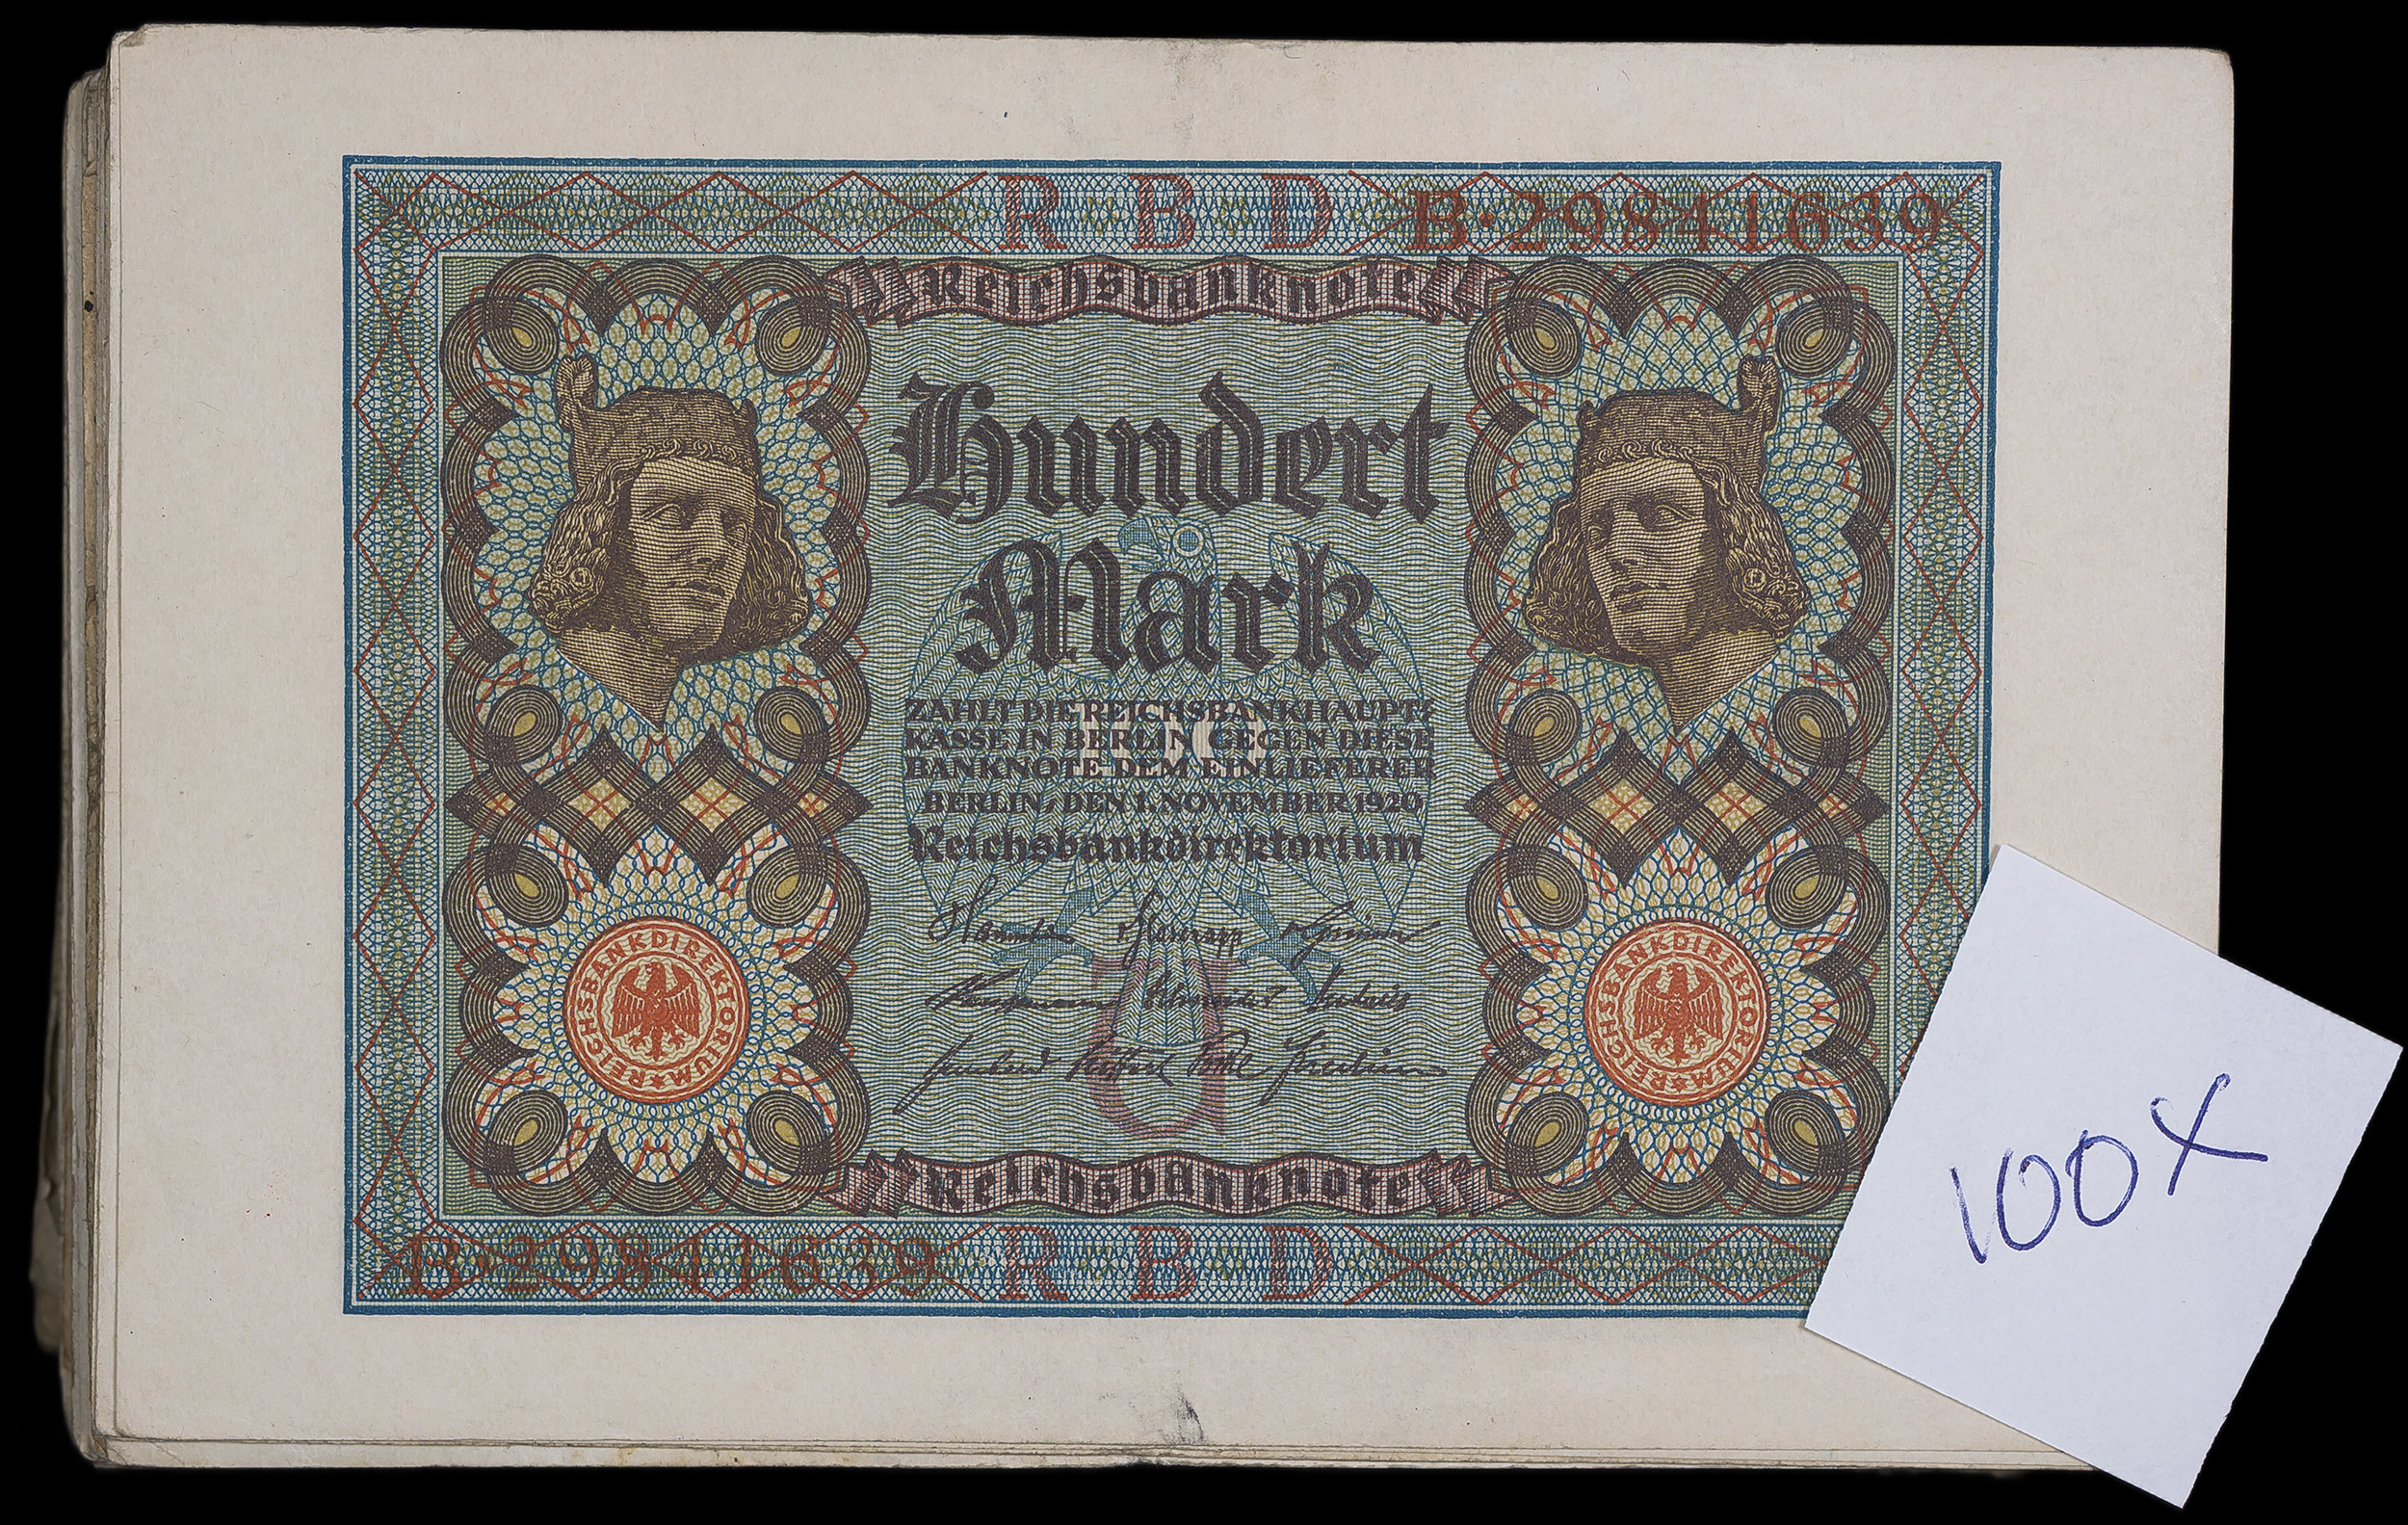 R B D B·29841639
Reichsbanknote
Hundert
Mark
ZAHLT DIE REICHSBANKHAUPT=
KASSE IN BERLIN GEGEN DIESE
BANKNOTE DEM EINLIEFERER
BERLIN, DEN 1. NOVEMBER 1920
Reichsbankdirektorium
REICHSBANKDIREKTORIUM
REICHSBANKDIREKTORIUM
U
Reichsbanknote
B·29841639 R B D
100x